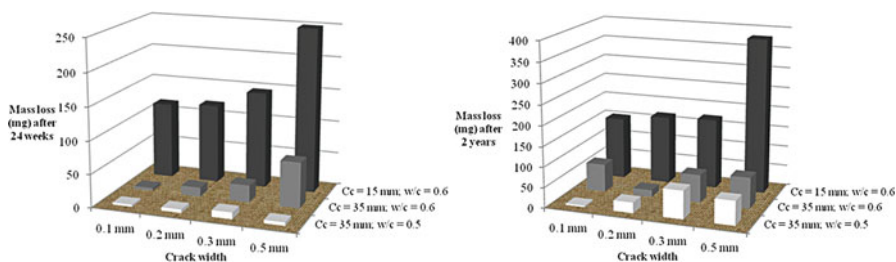 250
200
150
100
50
0
Mass loss
(mg) after
24 weeks
0.1 mm
0.2 mm
0.3 mm
0.5 mm
Crack width
Cc = 15 mm; w/c = 0.6
Cc = 35 mm; w/c = 0.6
Cc = 35 mm; w/c = 0.5
400
350
300
250
200
150
100
50
0
Mass loss
(mg) after
2 years
0.1 mm
0.2 mm
0.3 mm
0.5 mm
Crack width
Cc = 15 mm; w/c = 0.6
Cc = 35 mm; w/c = 0.6
Cc = 35 mm; w/c = 0.5